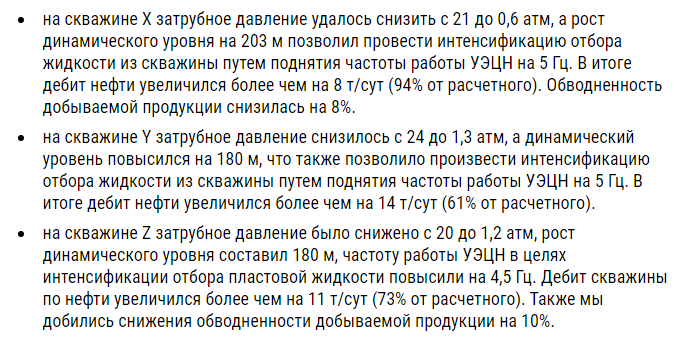 • на скважине X затрубное давление удалось снизить с 21 до 0,6 атм, а рост
динамического уровня на 203 м позволил провести интенсификацию отбора
жидкости из скважины путем поднятия частоты работы УЭЦН на 5 Гц. В итоге
дебит нефти увеличился более чем на 8 т/сут (94% от расчетного). Обводненность
добываемой продукции снизилась на 8%.
• на скважине Y затрубное давление снизилось с 24 до 1,3 атм, а динамический
уровень повысился на 180 м, что также позволило произвести интенсификацию
отбора жидкости из скважины путем поднятия частоты работы УЭЦН на 5 Гц. В
итоге дебит нефти увеличился более чем на 14 т/сут (61% от расчетного).
• на скважине Z затрубное давление было снижено с 20 до 1,2 атм, рост
динамического уровня составил 180 м, частоту работы УЭЦН в целях
интенсификации отбора пластовой жидкости повысили на 4,5 Гц. Дебит скважины
по нефти увеличился более чем на 11 т/сут (73% от расчетного). Также мы
добились снижения обводненности добываемой продукции на 10%.